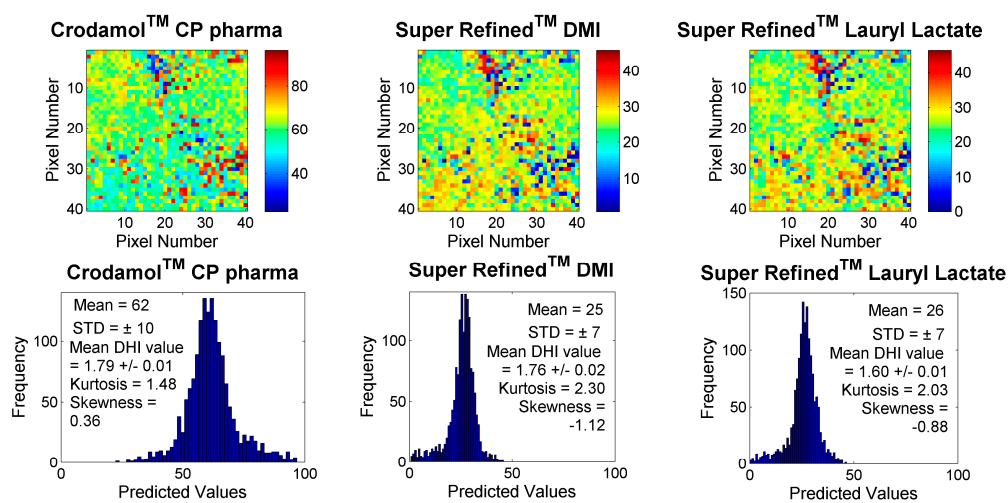 Crodamol™ CP pharma
Super Refined™ DMI
Super Refined™ Lauryl Lactate
Pixel Number
10
20
30
40
10
20
30
40
Pixel Number
80
60
40
Pixel Number
10
20
30
40
10
20
30
40
Pixel Number
40
30
20
10
Pixel Number
10
20
30
40
10
20
30
40
Pixel Number
40
30
20
10
0
Crodamol™ CP pharma
Frequency
100
50
0
0
50
100
Predicted Values
Mean = 62
STD = ± 10
Mean DHI value
= 1.79 +/- 0.01
Kurtosis = 1.48
Skewness =
0.36
Super Refined™ DMI
Frequency
100
50
0
0
50
100
Predicted Values
Mean = 25
STD = ± 7
Mean DHI value
= 1.76 +/- 0.02
Kurtosis = 2.30
Skewness =
-1.12
Super Refined™ Lauryl Lactate
Frequency
150
100
50
0
0
50
100
Predicted Values
Mean = 26
STD = ± 7
Mean DHI value
= 1.60 +/- 0.01
Kurtosis = 2.03
Skewness =
-0.88